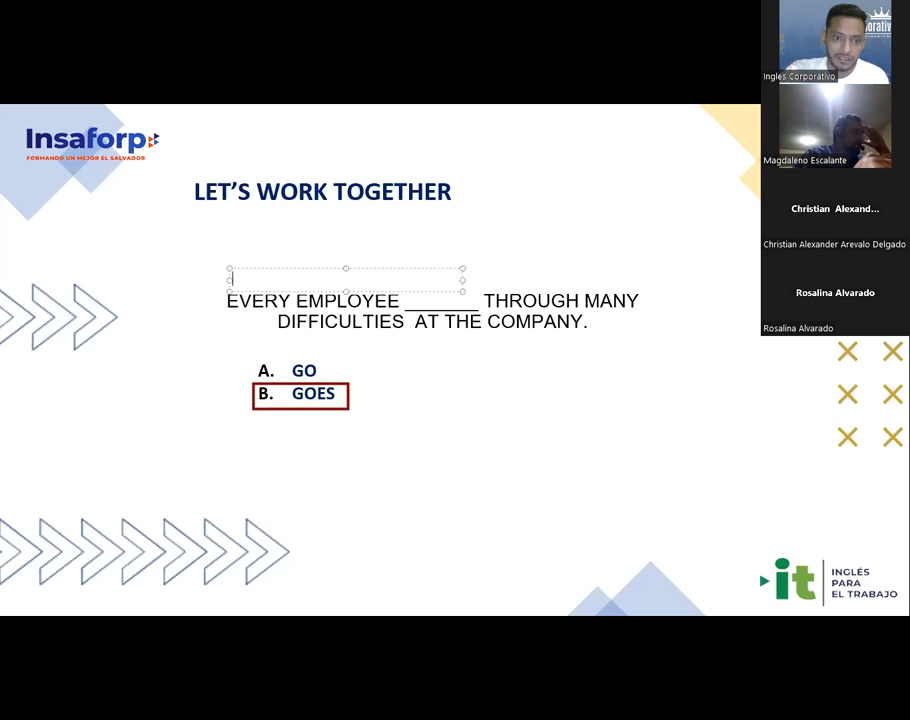 Insaforp
FORMANDO UN MEJOR EL SALVADOR
LET'S WORK TOGETHER
EVERY EMPLOYEE _______ THROUGH MANY
DIFFICULTIES AT THE COMPANY.
A. GO
B. GOES
it
INGLÉS
PARA
EL TRABAJO
orativ
Ingles Corporativo
Magdaleno Escalante
Christian Alexand...
Christian Alexander Arevalo Delgado
Rosalina Alvarado
Rosalina Alvarado